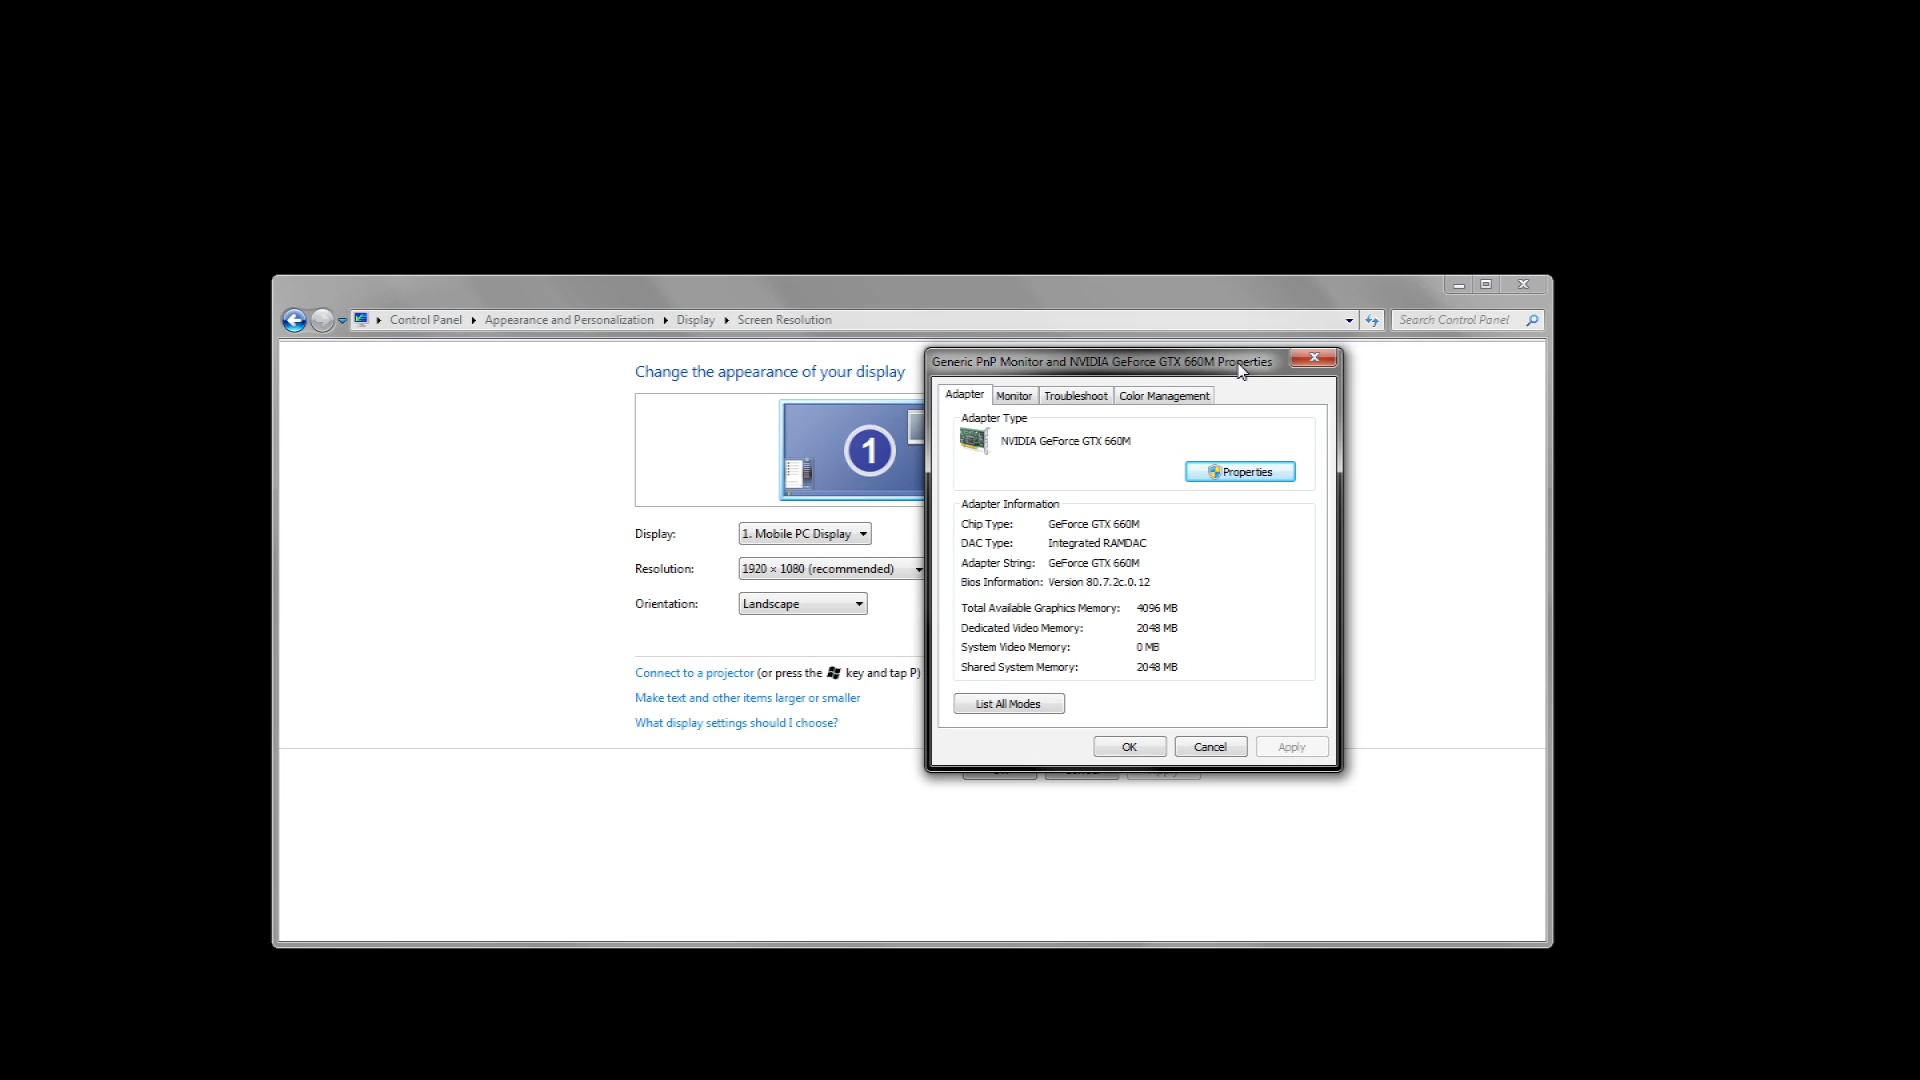 Control Panel ▸ Appearance and Personalization ▸ Display ▸ Screen Resolution
Search Control Panel
Change the appearance of your display
1
Display: 1. Mobile PC Display
Resolution: 1920 × 1080 (recommended)
Orientation: Landscape
Connect to a projector (or press the key and tap P)
Make text and other items larger or smaller
What display settings should I choose?
Generic PnP Monitor and NVIDIA GeForce GTX 660M Properties
Adapter Monitor Troubleshoot Color Management
Adapter Type
NVIDIA GeForce GTX 660M
Properties
Adapter Information
Chip Type: GeForce GTX 660M
DAC Type: Integrated RAMDAC
Adapter String: GeForce GTX 660M
Bios Information: Version 80.7.2c.0.12
Total Available Graphics Memory: 4096 MB
Dedicated Video Memory: 2048 MB
System Video Memory: 0 MB
Shared System Memory: 2048 MB
List All Modes
OK Cancel Apply